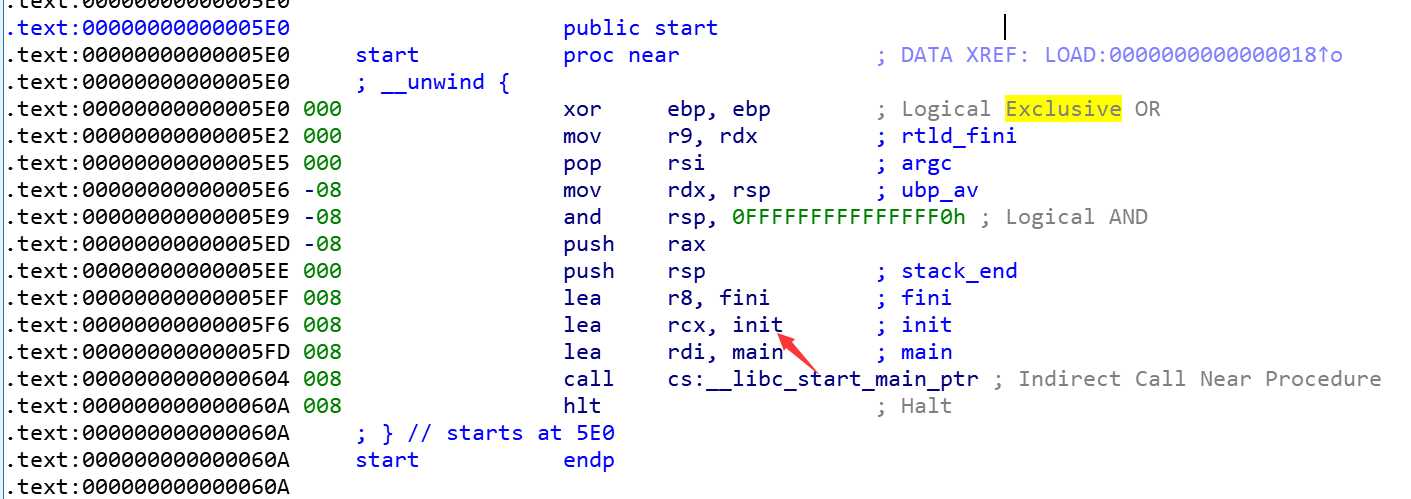 .text:00000000000005E0
.text:00000000000005E0 public start
.text:00000000000005E0 start proc near ; DATA XREF: LOAD:0000000000000018↑o
.text:00000000000005E0 ; __unwind {
.text:00000000000005E0 000 xor ebp, ebp ; Logical Exclusive OR
.text:00000000000005E2 000 mov r9, rdx ; rtld_fini
.text:00000000000005E5 000 pop rsi ; argc
.text:00000000000005E6 -08 mov rdx, rsp ; ubp_av
.text:00000000000005E9 -08 and rsp, 0FFFFFFFFFFFFFFF0h ; Logical AND
.text:00000000000005ED -08 push rax
.text:00000000000005EE 000 push rsp ; stack_end
.text:00000000000005EF 008 lea r8, fini ; fini
.text:00000000000005F6 008 lea rcx, init ; init
.text:00000000000005FD 008 lea rdi, main ; main
.text:0000000000000604 008 call cs:__libc_start_main_ptr ; Indirect Call Near Procedure
.text:000000000000060A 008 hlt ; Halt
.text:000000000000060A ; } // starts at 5E0
.text:000000000000060A start endp
.text:000000000000060A